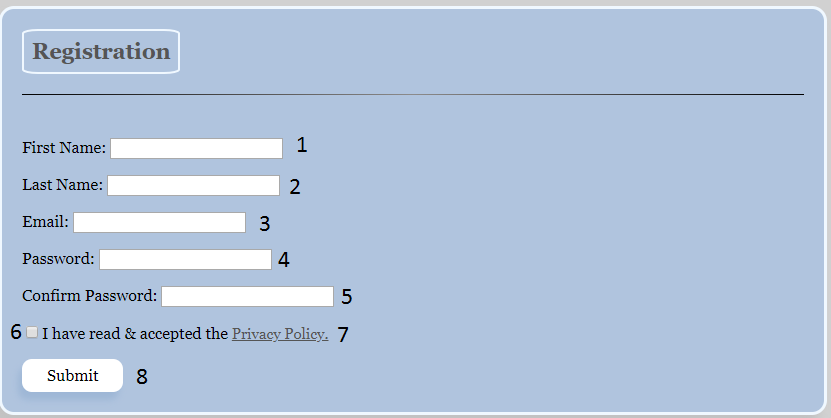 Registration
First Name: 1
Last Name: 2
Email: 3
Password: 4
Confirm Password: 5
6 I have read & accepted the Privacy Policy. 7
Submit 8